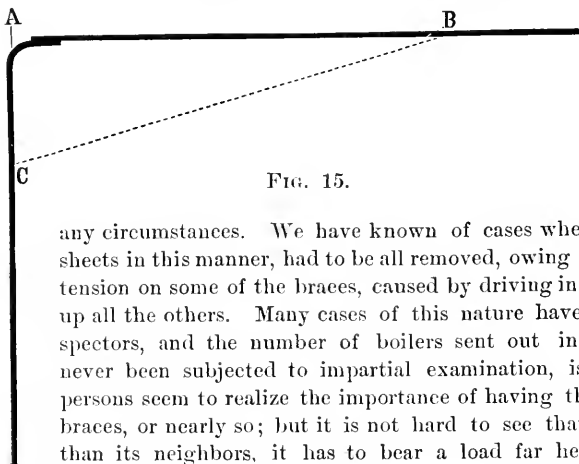 A
B
C
FIG. 15.
any circumstances. We have known of cases whe
sheets in this manner, had to be all removed, owing
tension on some of the braces, caused by driving in
up all the others. Many cases of this nature have
spectors, and the number of boilers sent out in
never been subjected to impartial examination, is
persons seem to realize the importance of having th
braces, or nearly so; but it is not hard to see tha
than its neighbors, it has to bear a load far he